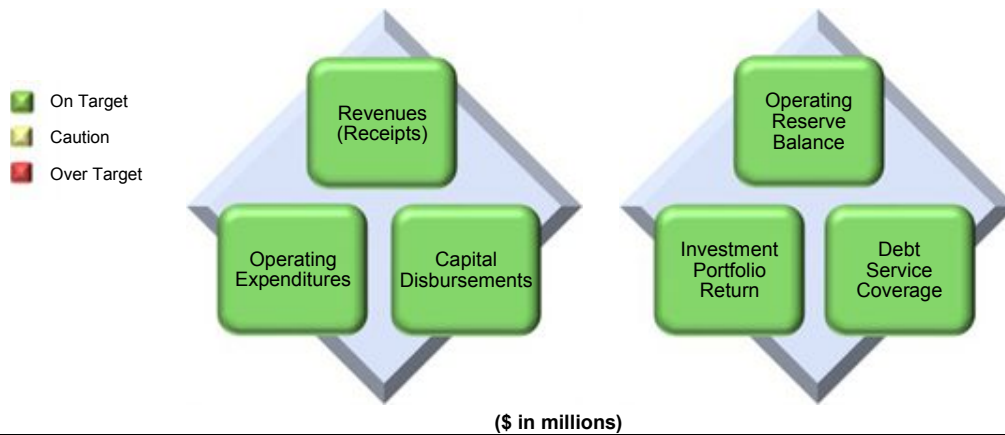 On Target
Caution
Over Target
Revenues
(Receipts)
Operating
Expenditures
Capital
Disbursements
Operating
Reserve
Balance
Investment
Portfolio
Return
Debt
Service
Coverage
($ in millions)